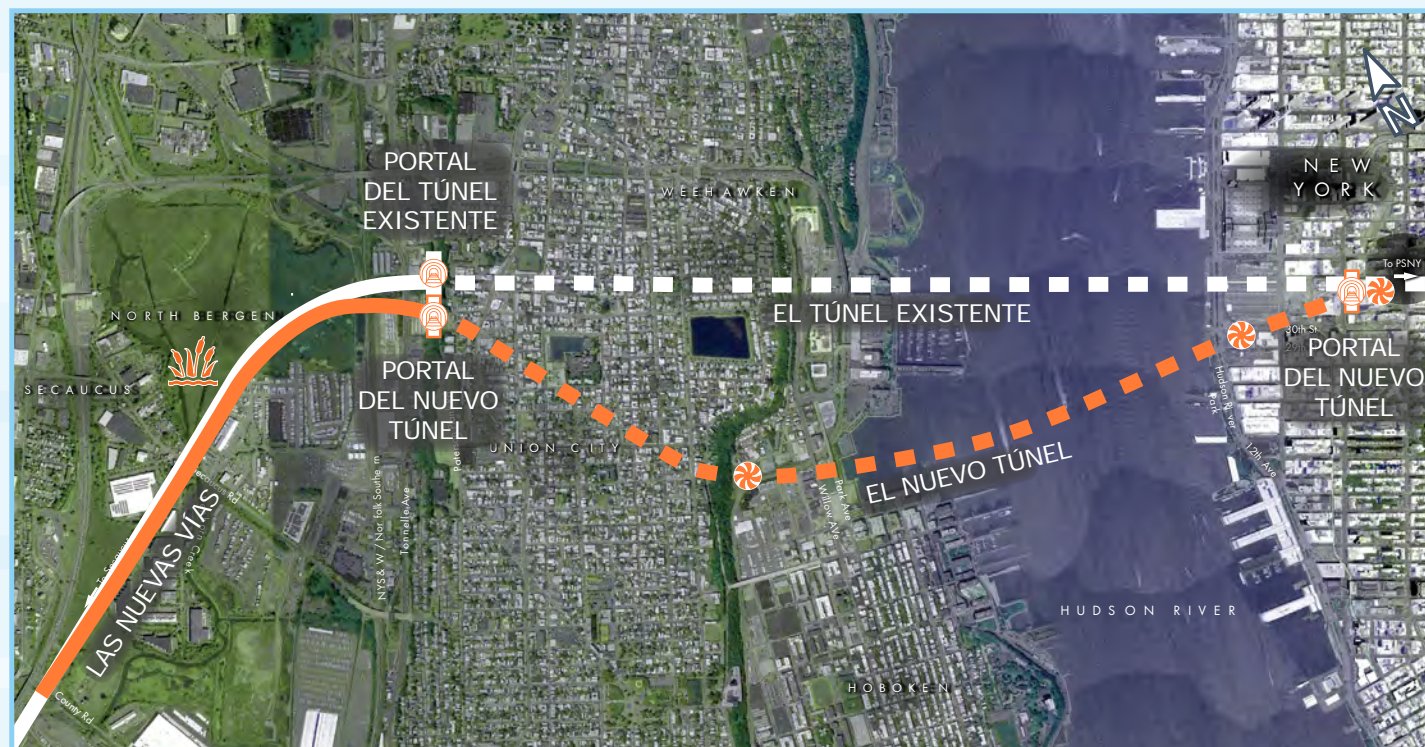 PORTAL
DEL TÚNEL
EXISTENTE
WEEHAWKEN
NEW
YORK
N
To PSNY
NORTH BERGEN
EL TÚNEL EXISTENTE
30th St
SECAUCUS
PORTAL
DEL NUEVO
TÚNEL
PORTAL
DEL NUEVO
TÚNEL
Hudson River
Park
12th Ave
UNION CITY
EL NUEVO TÚNEL
Park Ave
Willow Ave
NYS & W / Norfolk Southern
Tonnelle Ave
LAS NUEVAS VÍAS
Creek
County Rd
HUDSON RIVER
HOBOKEN